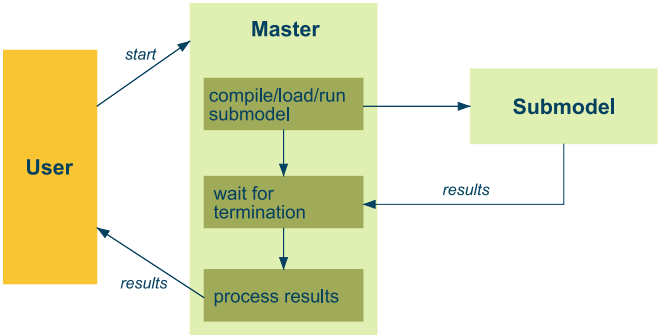 Master
start
compile/load/run
submodel
Submodel
User
wait for
termination
results
results
process results